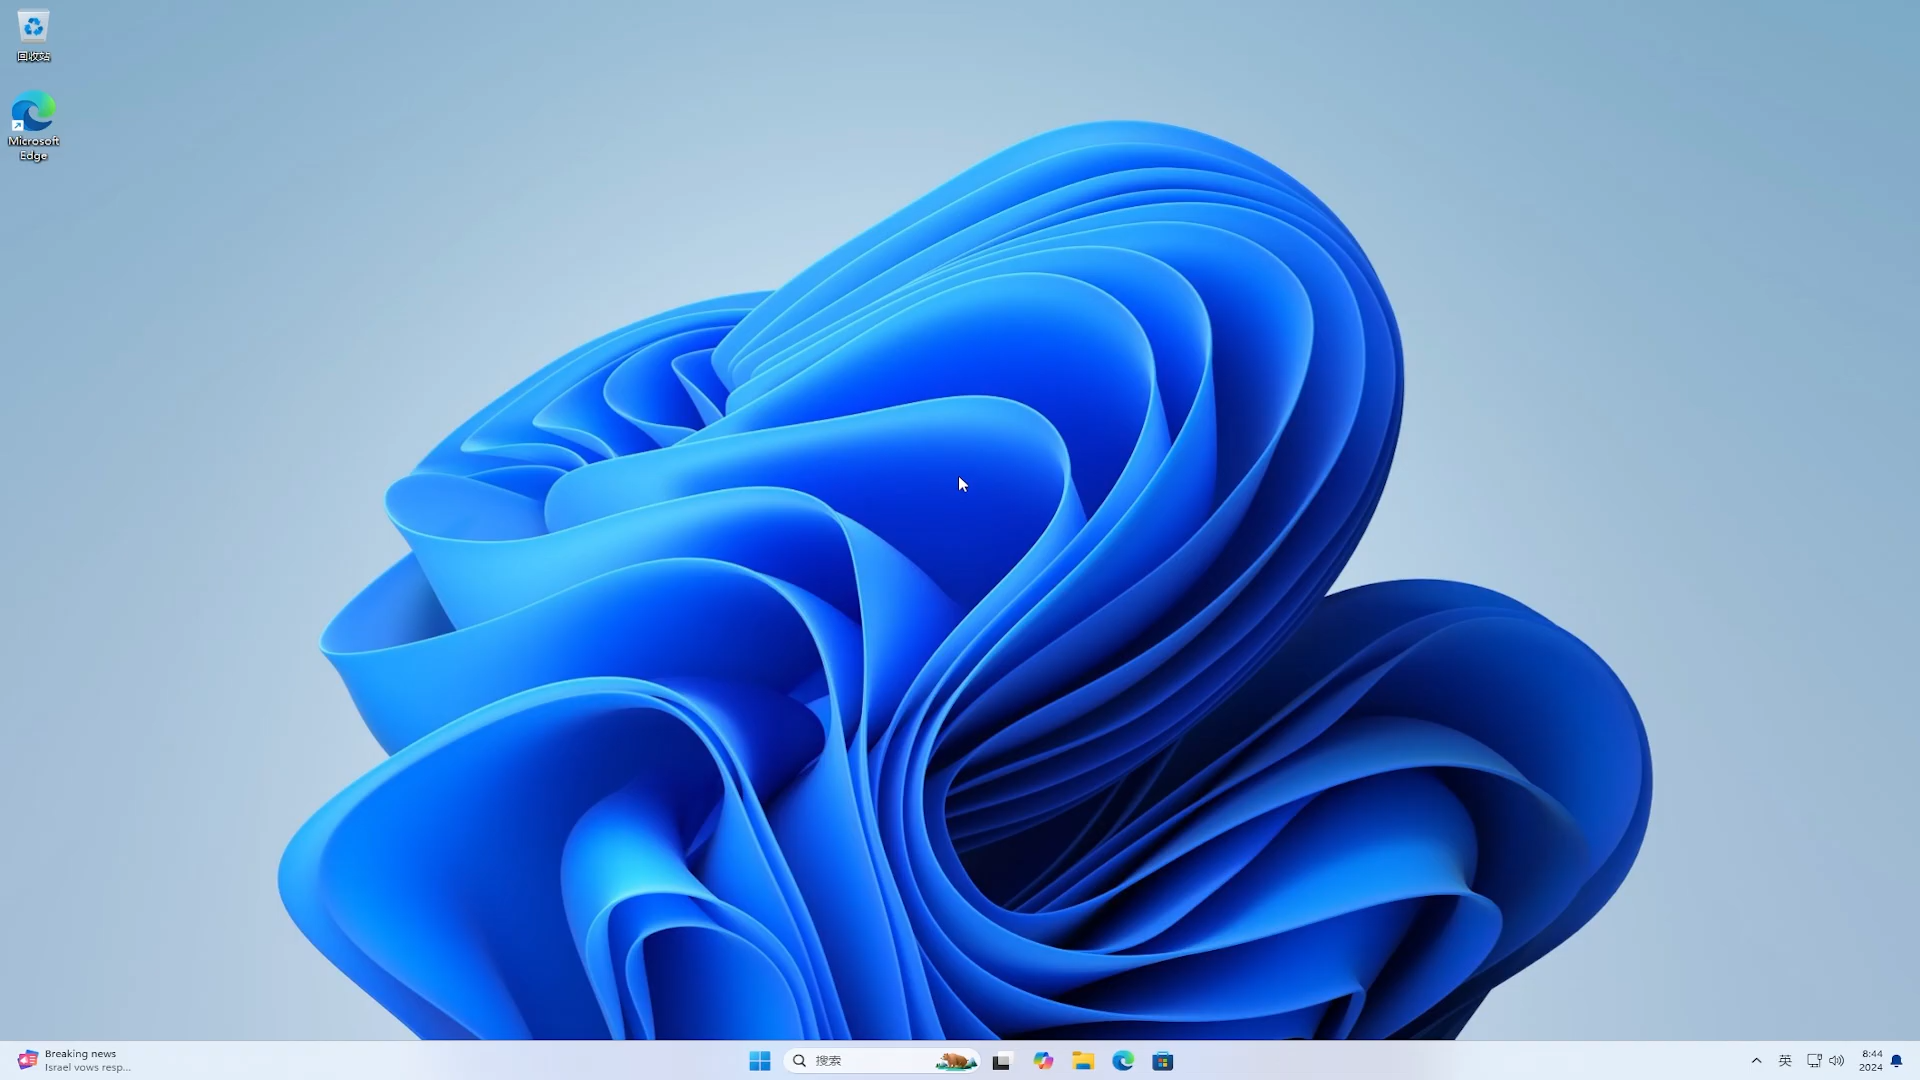 回收站
Microsoft
Edge
Breaking news
Israel vows resp...
搜索
英
8:44
2024